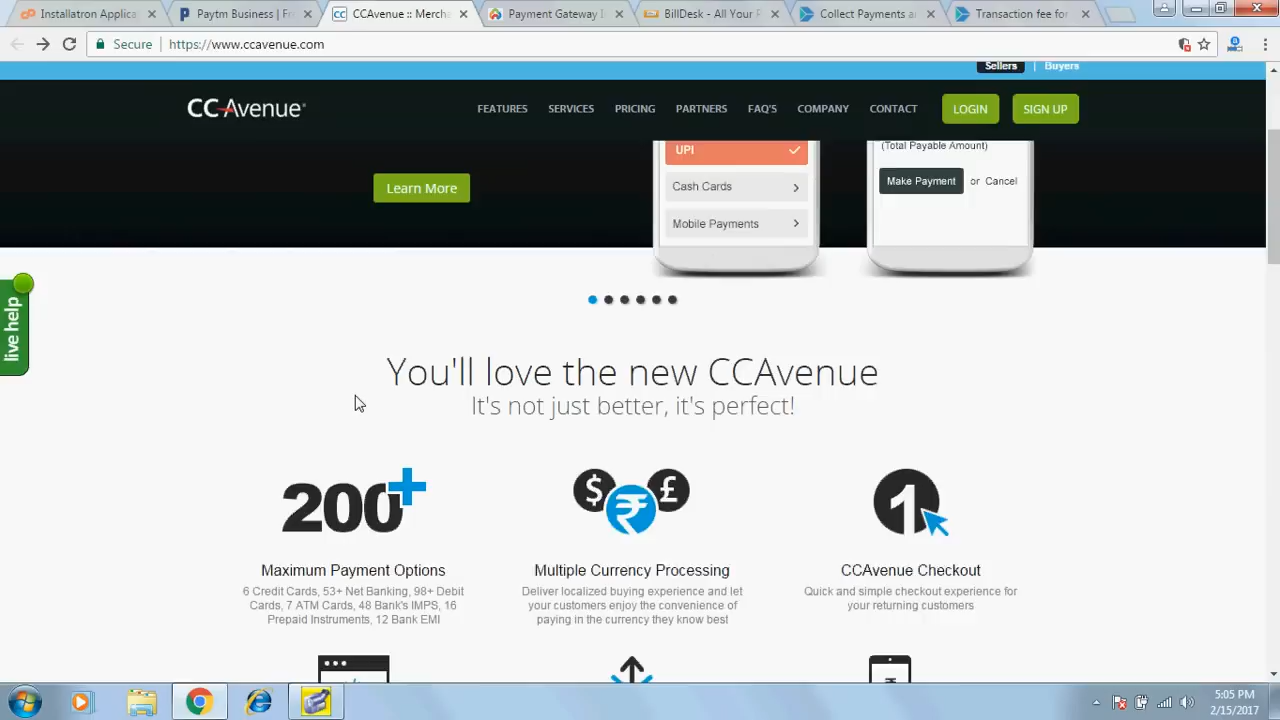 Installatron Applica
Paytm Business | Fr
CCAvenue :: Mercha
Payment Gateway I
BillDesk - All Your P
Collect Payments a
Transaction fee for
Secure
https://www.ccavenue.com
Sellers | Buyers
CCAvenue
FEATURES SERVICES PRICING PARTNERS FAQ'S COMPANY CONTACT LOGIN SIGN UP
UPI
(Total Payable Amount)
Learn More
Cash Cards
Make Payment or Cancel
Mobile Payments
live help
You'll love the new CCAvenue
It's not just better, it's perfect!
200+
$ ₹ £
1
Maximum Payment Options
6 Credit Cards, 53+ Net Banking, 98+ Debit
Cards, 7 ATM Cards, 48 Bank's IMPS, 16
Prepaid Instruments, 12 Bank EMI
Multiple Currency Processing
Deliver localized buying experience and let
your customers enjoy the convenience of
paying in the currency they know best
CCAvenue Checkout
Quick and simple checkout experience for
your returning customers
5:05 PM
2/15/2017